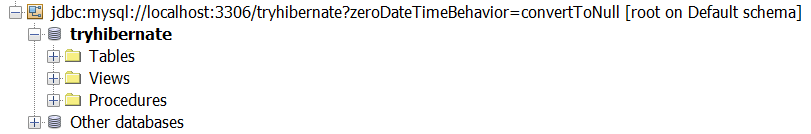 jdbc:mysql://localhost:3306/tryhibernate?zeroDateTimeBehavior=convertToNull [root on Default schema]
tryhibernate
Tables
Views
Procedures
Other databases